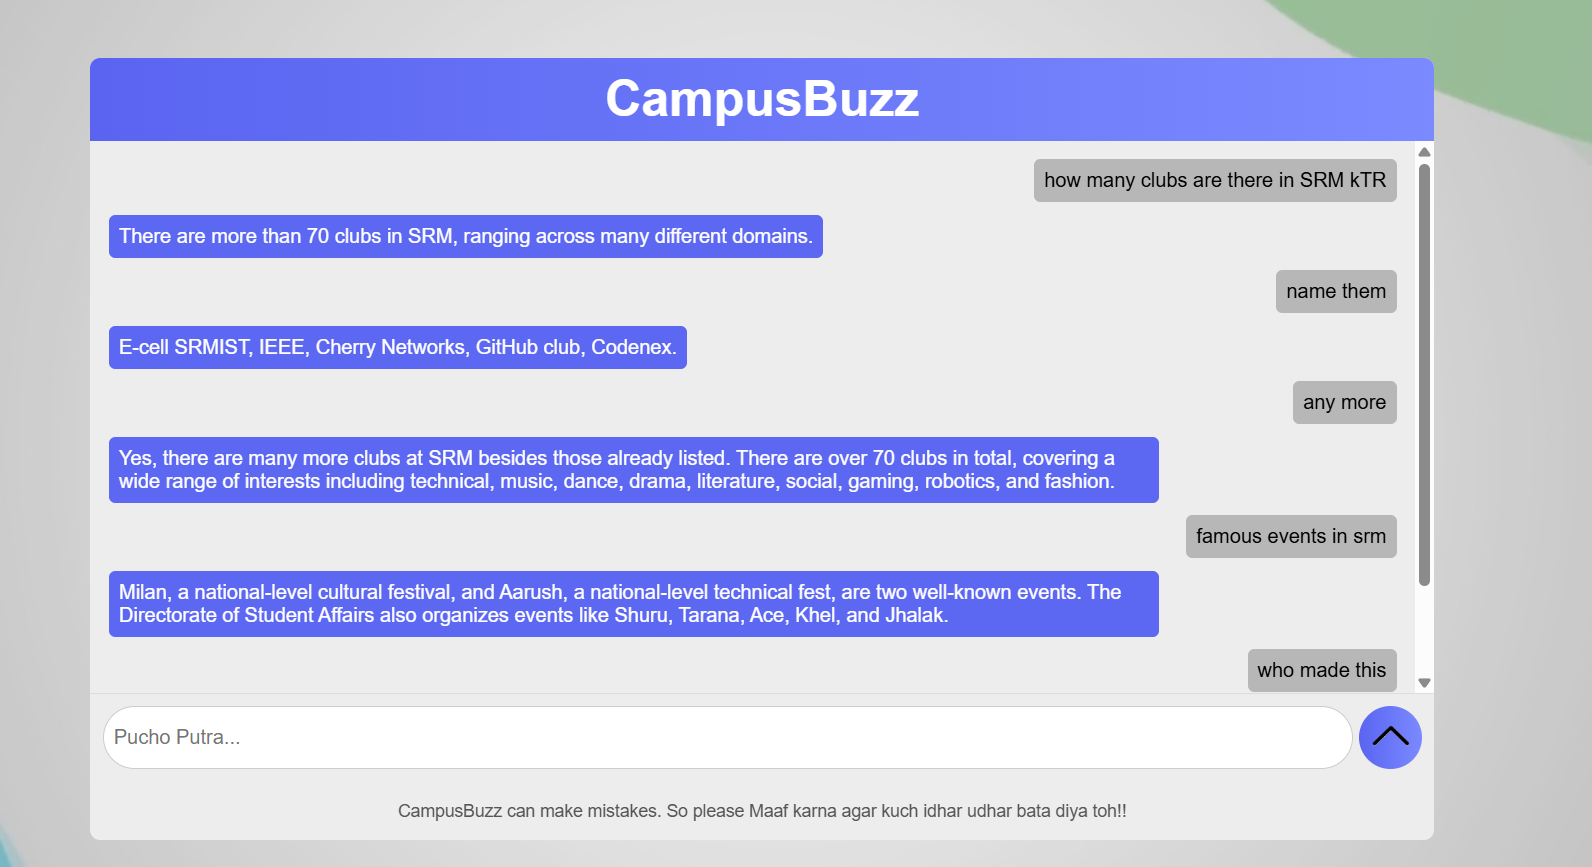 CampusBuzz
how many clubs are there in SRM kTR
There are more than 70 clubs in SRM, ranging across many different domains.
name them
E-cell SRMIST, IEEE, Cherry Networks, GitHub club, Codenex.
any more
Yes, there are many more clubs at SRM besides those already listed. There are over 70 clubs in total, covering a
wide range of interests including technical, music, dance, drama, literature, social, gaming, robotics, and fashion.
famous events in srm
Milan, a national-level cultural festival, and Aarush, a national-level technical fest, are two well-known events. The
Directorate of Student Affairs also organizes events like Shuru, Tarana, Ace, Khel, and Jhalak.
who made this
Pucho Putra...
CampusBuzz can make mistakes. So please Maaf karna agar kuch idhar udhar bata diya toh!!